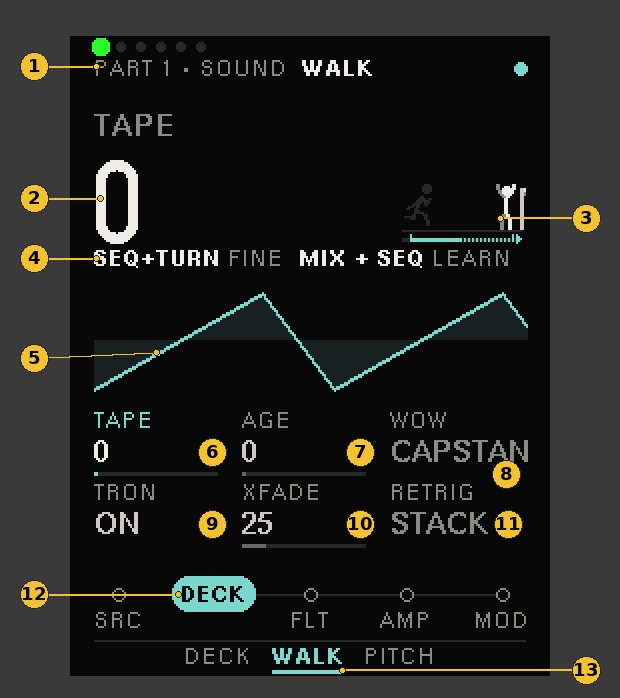 1 PART 1 · SOUND WALK
TAPE
2 0 3
4 SEQ+TURN FINE MIX + SEQ LEARN
5
TAPE AGE WOW
0 6 0 7 CAPSTAN 8
TRON XFADE RETRIG
ON 9 25 10 STACK 11
12 DECK
SRC FLT AMP MOD
DECK WALK PITCH
13